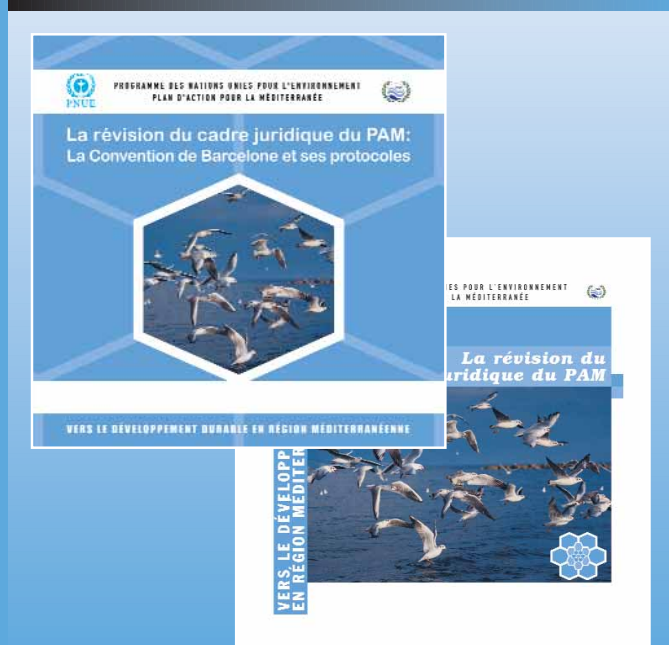 PNUE
PROGRAMME DES NATIONS UNIES POUR L'ENVIRONNEMENT
PLAN D'ACTION POUR LA MÉDITERRANÉE
La révision du cadre juridique du PAM:
La Convention de Barcelone et ses protocoles
VERS LE DÉVELOPPEMENT DURABLE EN RÉGION MÉDITERRANÉENNE
IES POUR L'ENVIRONNEMENT
LA MÉDITERRANÉE
La révision du
uridique du PAM
VERS LE DÉVELOPP
EN RÉGION MÉDITER